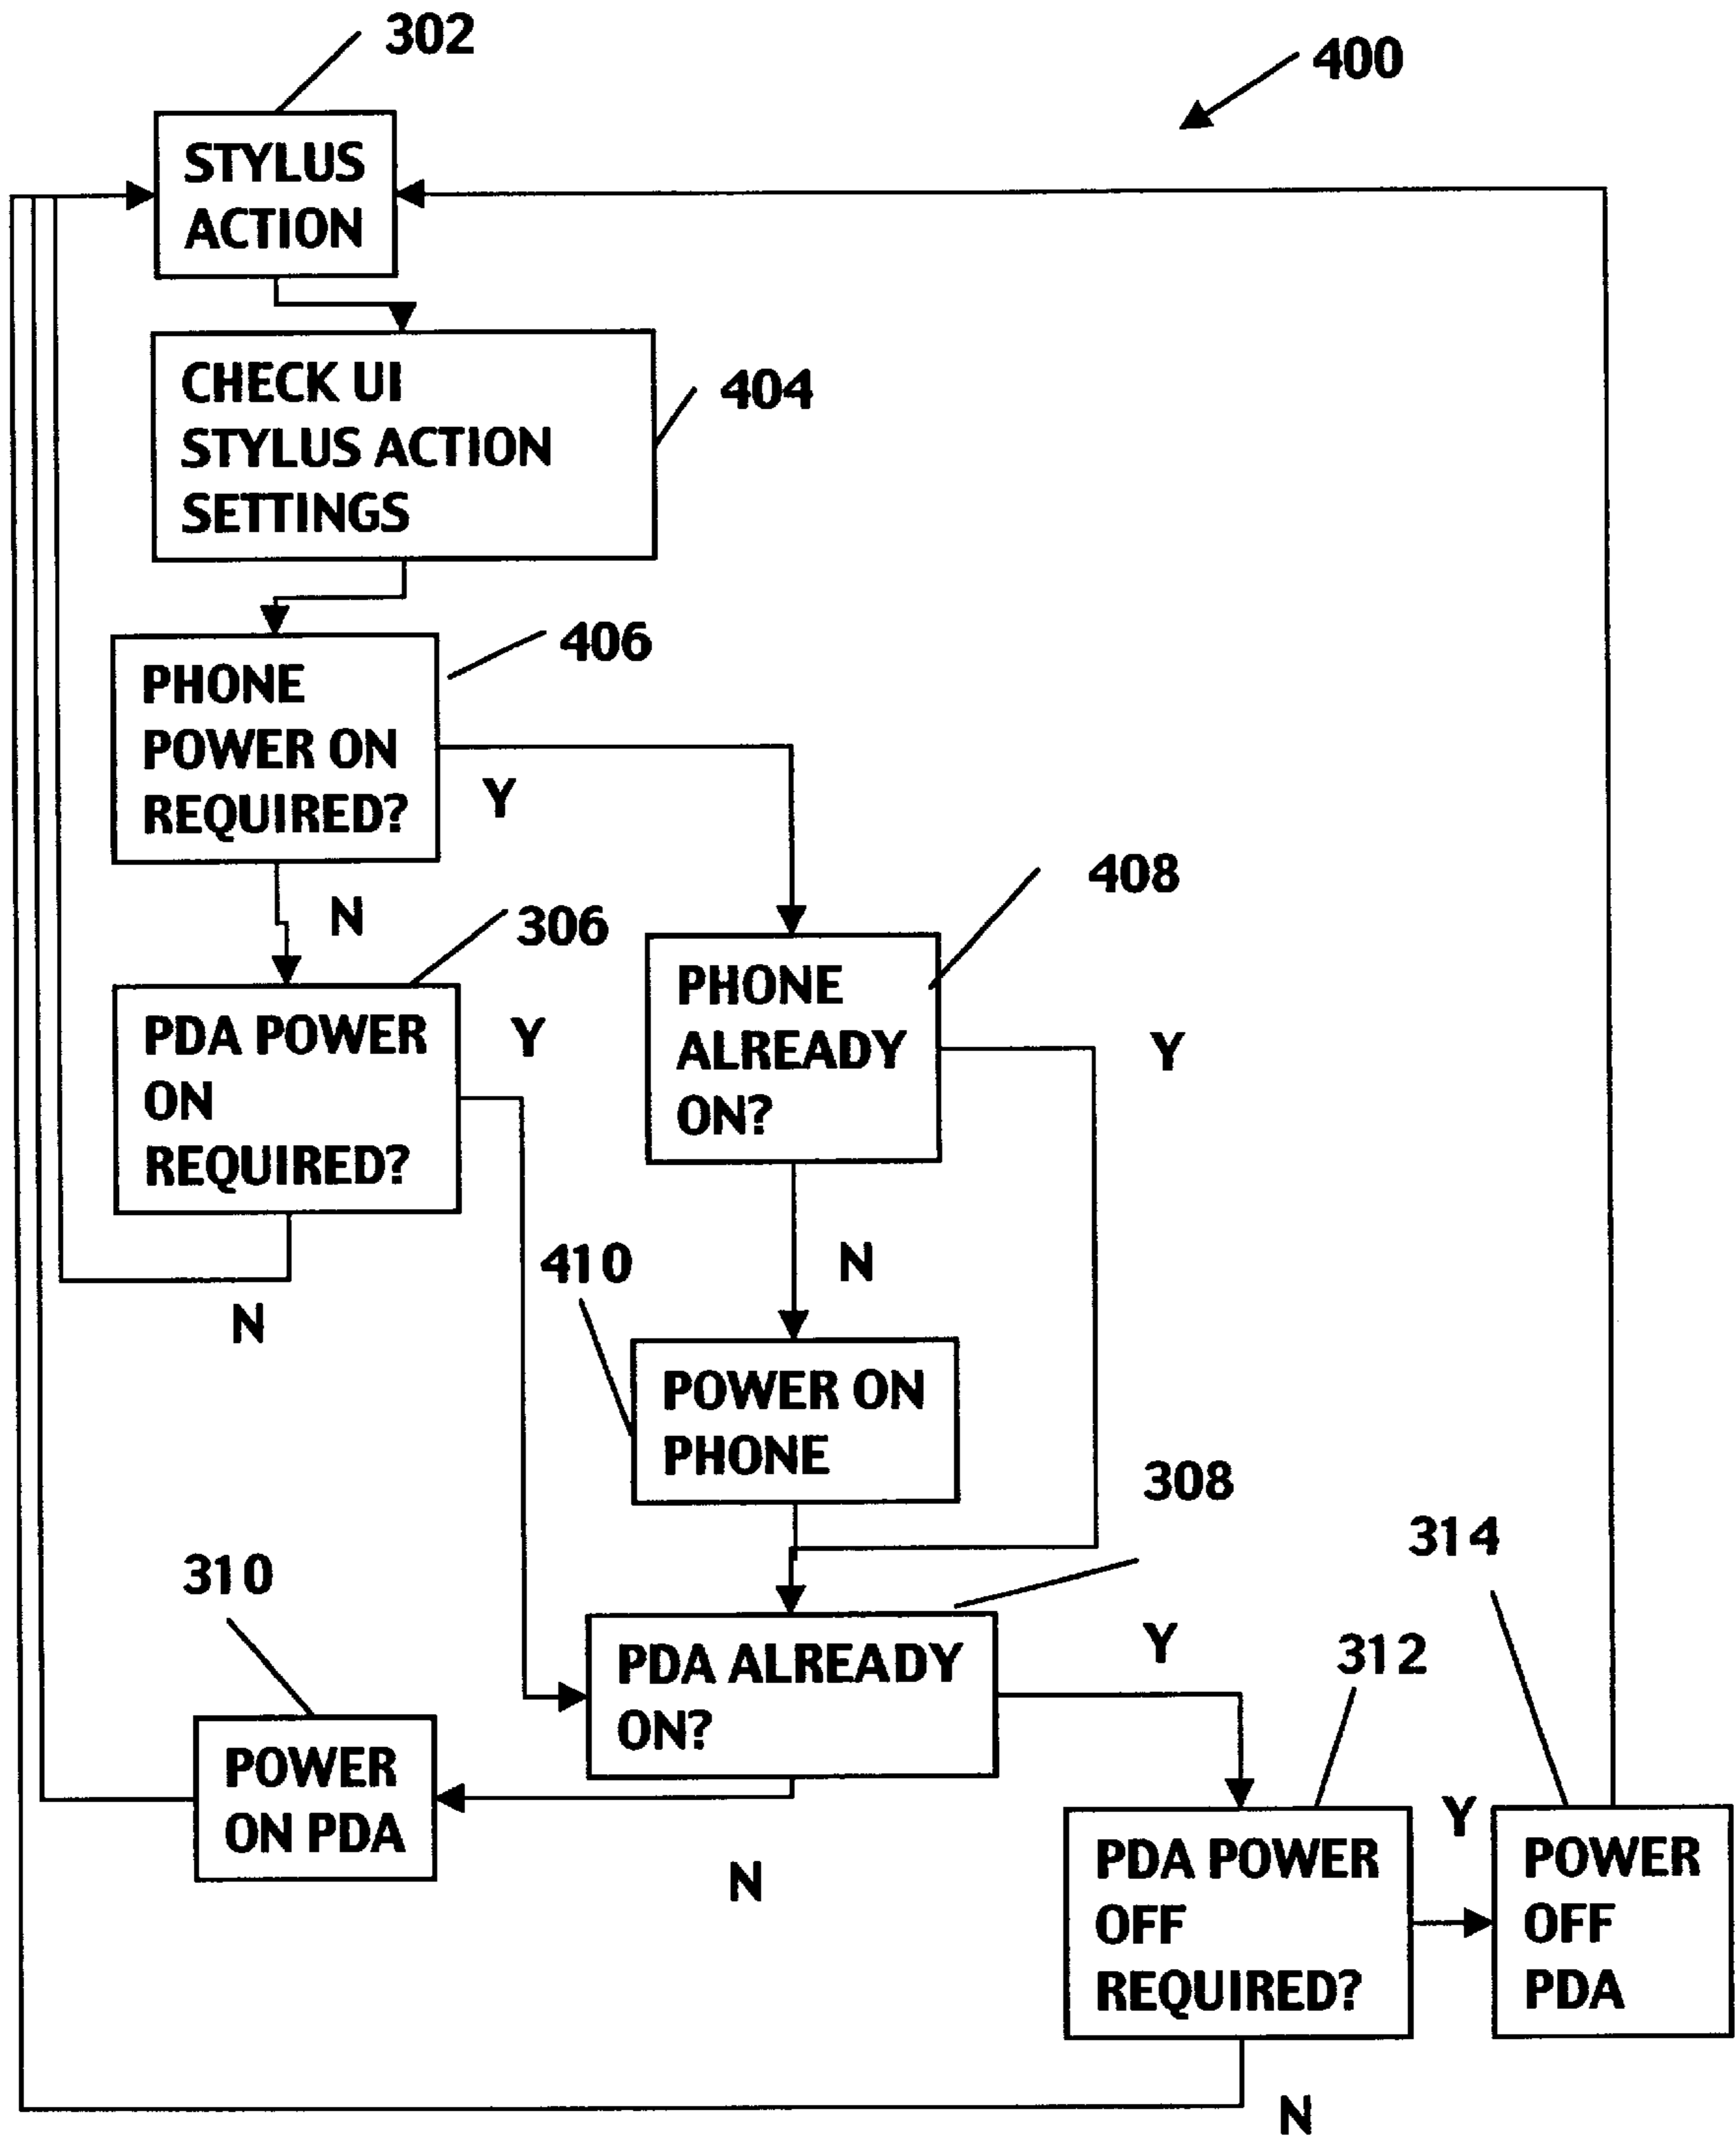 302
400
STYLUS
ACTION
CHECK UI
STYLUS ACTION
SETTINGS
404
406
PHONE
POWER ON
REQUIRED?
Y
N
408
306
PHONE
ALREADY
ON?
Y
PDA POWER
ON
REQUIRED?
Y
N
410
N
POWER ON
PHONE
308
314
310
PDA ALREADY
ON?
Y
312
POWER
ON PDA
N
PDA POWER
OFF
REQUIRED?
Y
POWER
OFF
PDA
N